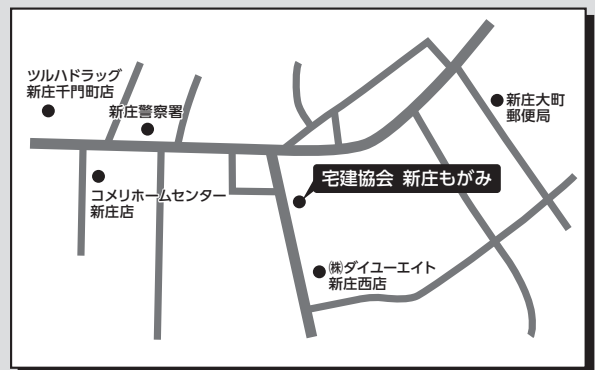 ツルハドラッグ
新庄千門町店
新庄警察署
新庄大町
郵便局
コメリホームセンター
新庄店
宅建協会 新庄もがみ
㈱ダイユーエイト
新庄西店